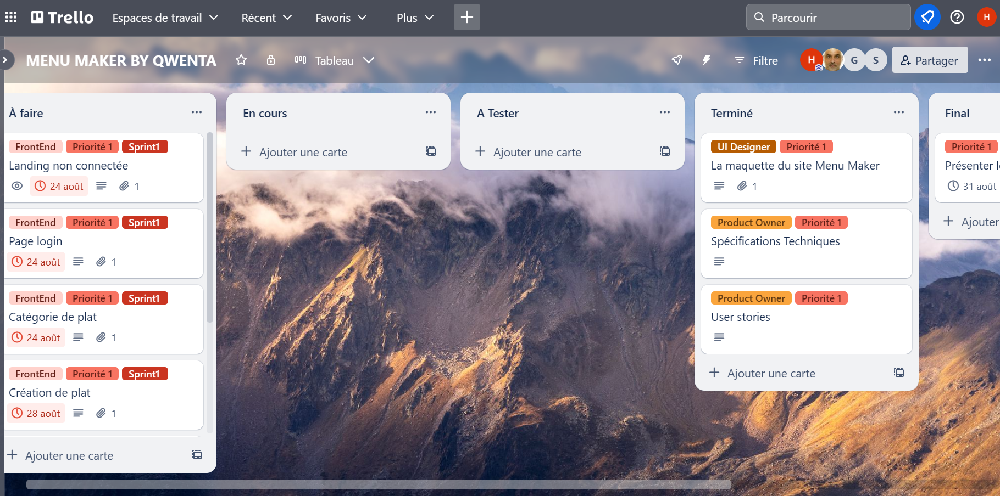 Trello
Espaces de travail
Récent
Favoris
Plus
Parcourir
H
MENU MAKER BY QWENTA
Tableau
Filtre
H
G
S
Partager
À faire
FrontEnd Priorité 1 Sprint1
Landing non connectée
24 août 1
FrontEnd Priorité 1 Sprint1
Page login
24 août 1
FrontEnd Priorité 1 Sprint1
Catégorie de plat
24 août 1
FrontEnd Priorité 1 Sprint1
Création de plat
28 août 1
Ajouter une carte
En cours
Ajouter une carte
A Tester
Ajouter une carte
Terminé
UI Designer Priorité 1
La maquette du site Menu Maker
1
Product Owner Priorité 1
Spécifications Techniques
Product Owner Priorité 1
User stories
Ajouter une carte
Final
Priorité 1
Présenter l
31 août
Ajouter